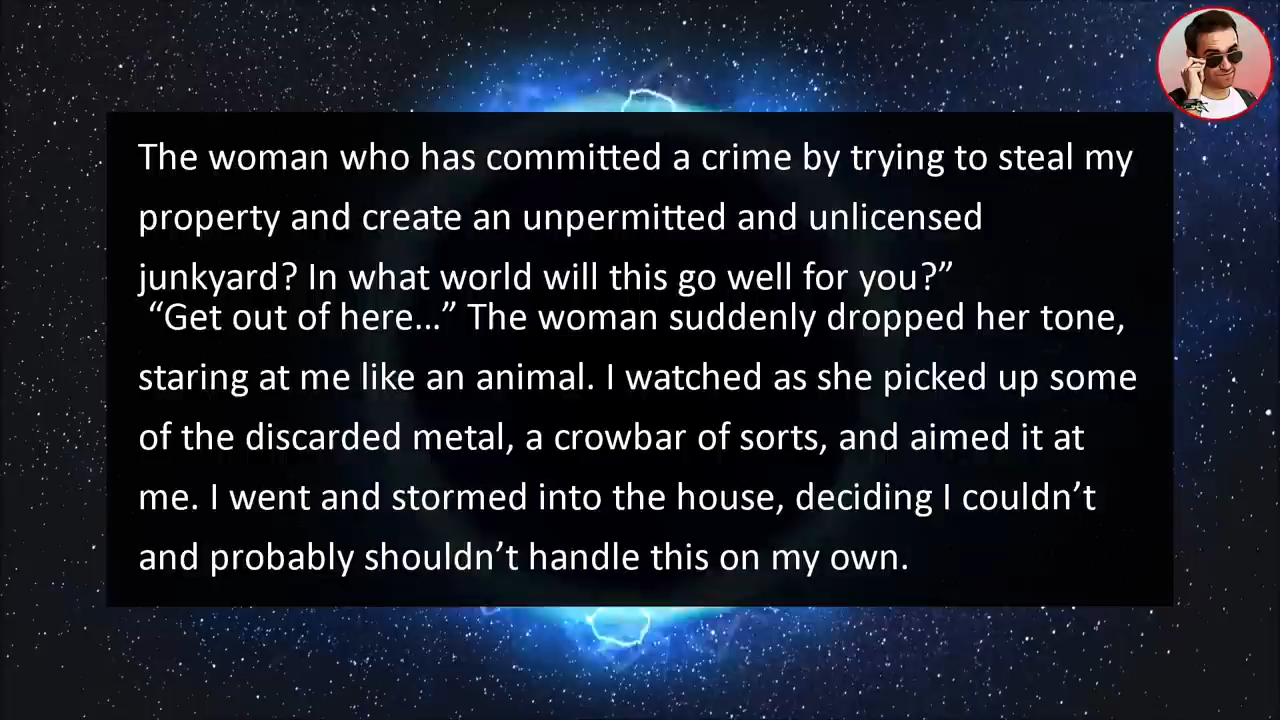 The woman who has committed a crime by trying to steal my
property and create an unpermitted and unlicensed
junkyard? In what world will this go well for you?”
“Get out of here...” The woman suddenly dropped her tone,
staring at me like an animal. I watched as she picked up some
of the discarded metal, a crowbar of sorts, and aimed it at
me. I went and stormed into the house, deciding I couldn’t
and probably shouldn’t handle this on my own.